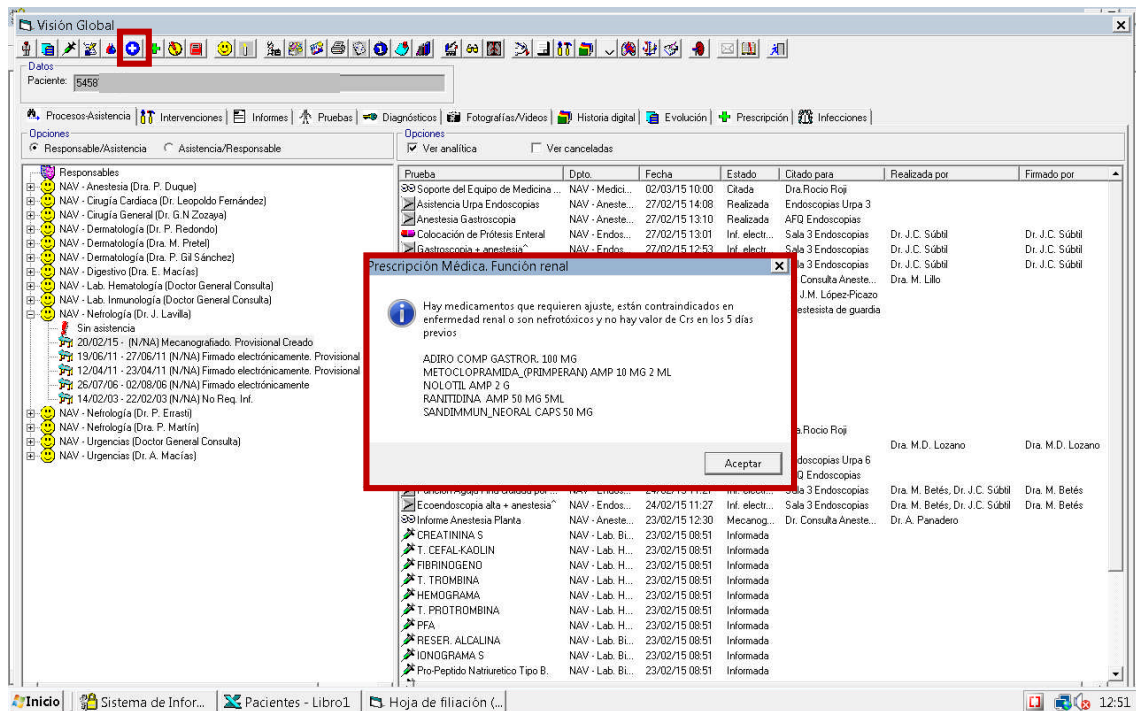 Visión Global
Datos
Paciente: 5458
Procesos-Asistencia Intervenciones Informes Pruebas Diagnósticos Fotografías/Videos Historia digital Evolución Prescripción Infecciones
Opciones
Responsable/Asistencia Asistencia/Responsable
Opciones
Ver analítica Ver canceladas
Responsables
NAV - Anestesia (Dra. P. Duque)
NAV - Cirugía Cardiaca (Dr. Leopoldo Fernández)
NAV - Cirugía General (Dr. G.N Zozaya)
NAV - Dermatología (Dr. P. Redondo)
NAV - Dermatología (Dra. M. Pretel)
NAV - Dermatología (Dra. P. Gil Sánchez)
NAV - Digestivo (Dra. E. Macías)
NAV - Lab. Hematología (Doctor General Consulta)
NAV - Lab. Inmunología (Doctor General Consulta)
NAV - Nefrología (Dr. J. Lavilla)
Sin asistencia
20/02/15 - (N/NA) Mecanografiado. Provisional Creado
19/06/11 - 27/06/11 (N/NA) Firmado electrónicamente. Provisional
12/04/11 - 23/04/11 (N/NA) Firmado electrónicamente. Provisional
26/07/06 - 02/08/06 (N/NA) Firmado electrónicamente
14/02/03 - 22/02/03 (N/NA) No Req. Inf.
NAV - Nefrología (Dr. P. Errasti)
NAV - Nefrología (Dra. P. Martín)
NAV - Urgencias (Doctor General Consulta)
NAV - Urgencias (Dr. A. Macías)
Prueba Dpto. Fecha Estado Citado para Realizada por Firmado por
Soporte del Equipo de Medicina ... NAV - Medici... 02/03/15 10:00 Citada Dra.Rocio Roji
Asistencia Urpa Endoscopias NAV - Aneste... 27/02/15 14:08 Realizada Endoscopias Urpa 3
Anestesia Gastroscopia NAV - Aneste... 27/02/15 13:10 Realizada AFQ Endoscopias
Colocación de Prótesis Enteral NAV - Endos... 27/02/15 13:01 Inf. electr... Sala 3 Endoscopias Dr. J.C. Súbtil Dr. J.C. Súbtil
Gastroscopia + anestesia^ NAV - Endos... 27/02/15 12:53 Inf. electr... Sala 3 Endoscopias Dr. J.C. Súbtil Dr. J.C. Súbtil
la 3 Endoscopias Dr. J.C. Súbtil Dr. J.C. Súbtil
Consulta Aneste... Dra. M. Lillo
J.M. López-Picazo
estesista de guardia
Prescripción Médica. Función renal
Hay medicamentos que requieren ajuste, están contraindicados en
enfermedad renal o son nefrotóxicos y no hay valor de Crs en los 5 días
previos
ADIRO COMP GASTROR. 100 MG
METOCLOPRAMIDA_(PRIMPERAN) AMP 10 MG 2 ML
NOLOTIL AMP 2 G
RANITIDINA AMP 50 MG 5ML
SANDIMMUN_NEORAL CAPS 50 MG
Aceptar
a.Rocio Roji
Dra. M.D. Lozano Dra. M.D. Lozano
doscopias Urpa 6
Q Endoscopias
Sala 3 Endoscopias Dra. M. Betés, Dr. J.C. Súbtil Dra. M. Betés
Ecoendoscopia alta + anestesia^ NAV - Endos... 24/02/15 11:27 Inf. electr... Sala 3 Endoscopias Dra. M. Betés, Dr. J.C. Súbtil Dra. M. Betés
Informe Anestesia Planta NAV - Aneste... 23/02/15 12:30 Mecanog... Dr. Consulta Aneste... Dr. A. Panadero
CREATININA S NAV - Lab. Bi... 23/02/15 08:51 Informada
T. CEFAL-KAOLIN NAV - Lab. H... 23/02/15 08:51 Informada
FIBRINOGENO NAV - Lab. H... 23/02/15 08:51 Informada
T. TROMBINA NAV - Lab. H... 23/02/15 08:51 Informada
HEMOGRAMA NAV - Lab. H... 23/02/15 08:51 Informada
T. PROTROMBINA NAV - Lab. H... 23/02/15 08:51 Informada
PFA NAV - Lab. H... 23/02/15 08:51 Informada
RESER. ALCALINA NAV - Lab. Bi... 23/02/15 08:51 Informada
IONOGRAMA S NAV - Lab. Bi... 23/02/15 08:51 Informada
Pro-Peptido Natriuretico Tipo B. NAV - Lab. Bi... 23/02/15 08:51 Informada
Inicio Sistema de Infor... Pacientes - Libro1 Hoja de filiación (... 12:51